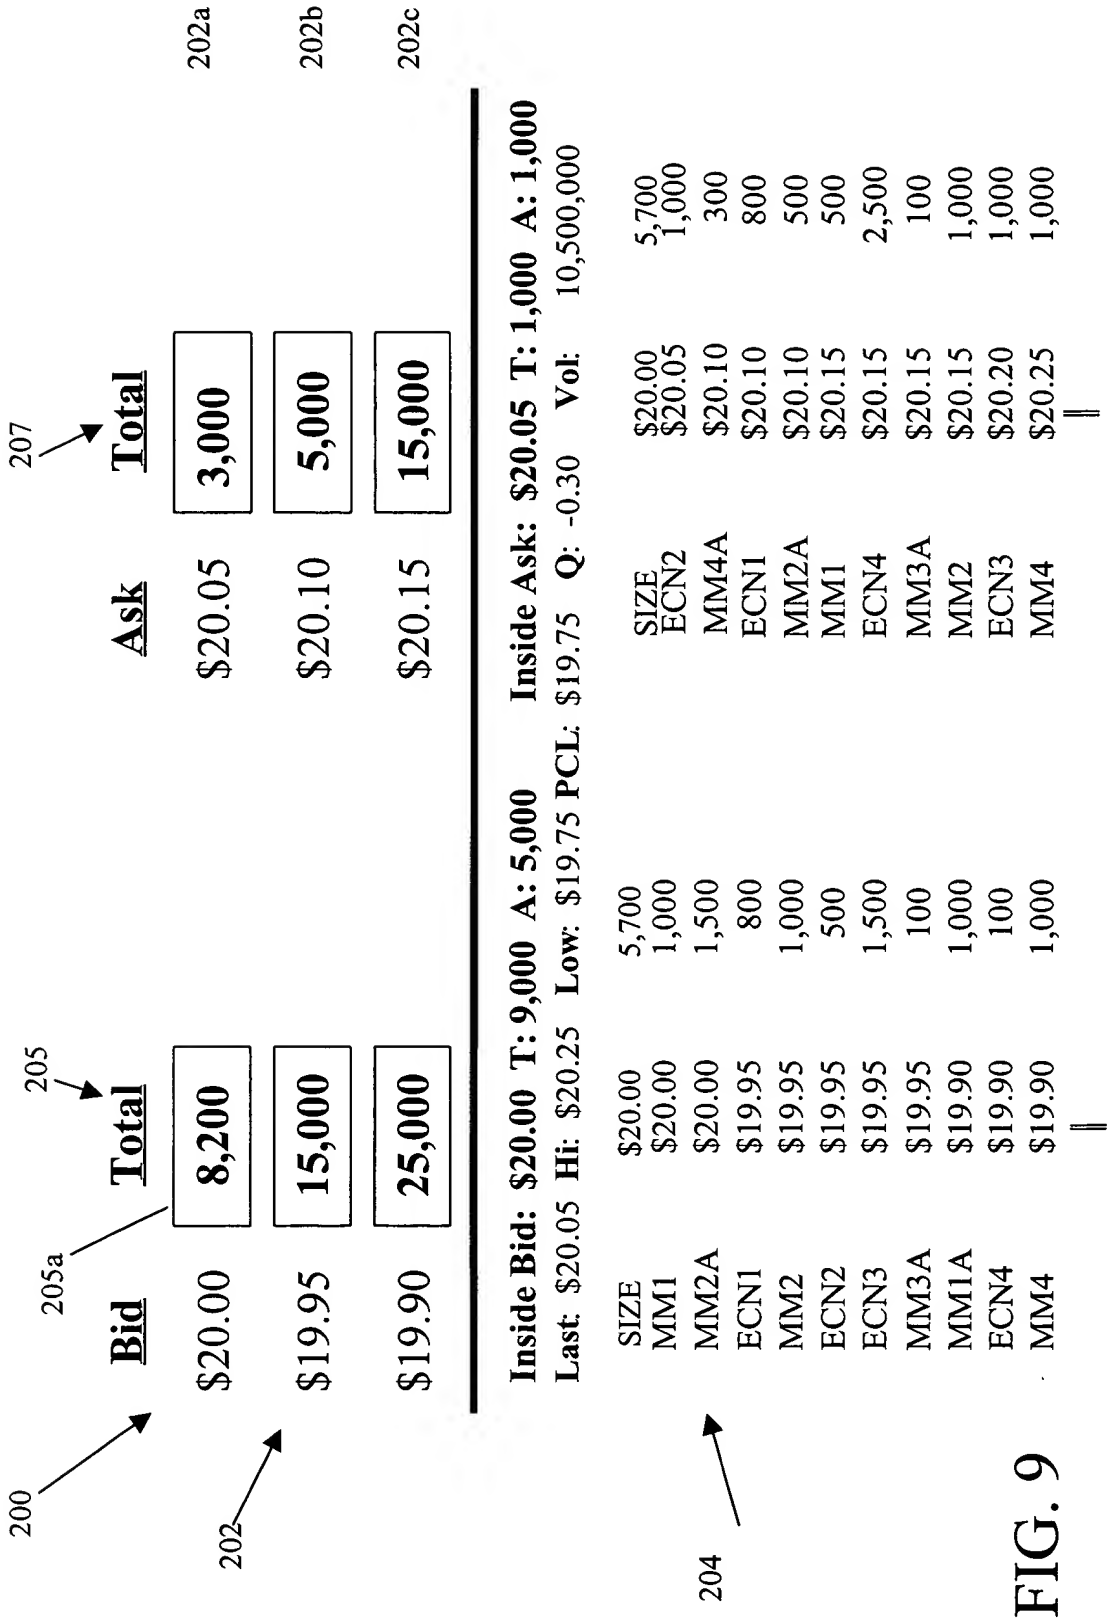 200 205a 205 207
Bid Total Ask Total
$20.00 8,200 $20.05 3,000 202a
202 $19.95 15,000 $20.10 5,000 202b
$19.90 25,000 $20.15 15,000 202c
Inside Bid: $20.00 T: 9,000 A: 5,000 Inside Ask: $20.05 T: 1,000 A: 1,000
Last: $20.05 Hi: $20.25 Low: $19.75 PCL: $19.75 Q: -0.30 Vol: 10,500,000
SIZE $20.00 5,700 SIZE $20.00 5,700
MM1 $20.00 1,000 ECN2 $20.05 1,000
204 MM2A $20.00 1,500 MM4A $20.10 300
ECN1 $19.95 800 ECN1 $20.10 800
MM2 $19.95 1,000 MM2A $20.10 500
ECN2 $19.95 500 MM1 $20.15 500
ECN3 $19.95 1,500 ECN4 $20.15 2,500
MM3A $19.95 100 MM3A $20.15 100
MM1A $19.90 1,000 MM2 $20.15 1,000
ECN4 $19.90 100 ECN3 $20.20 1,000
MM4 $19.90 1,000 MM4 $20.25 1,000
FIG. 9